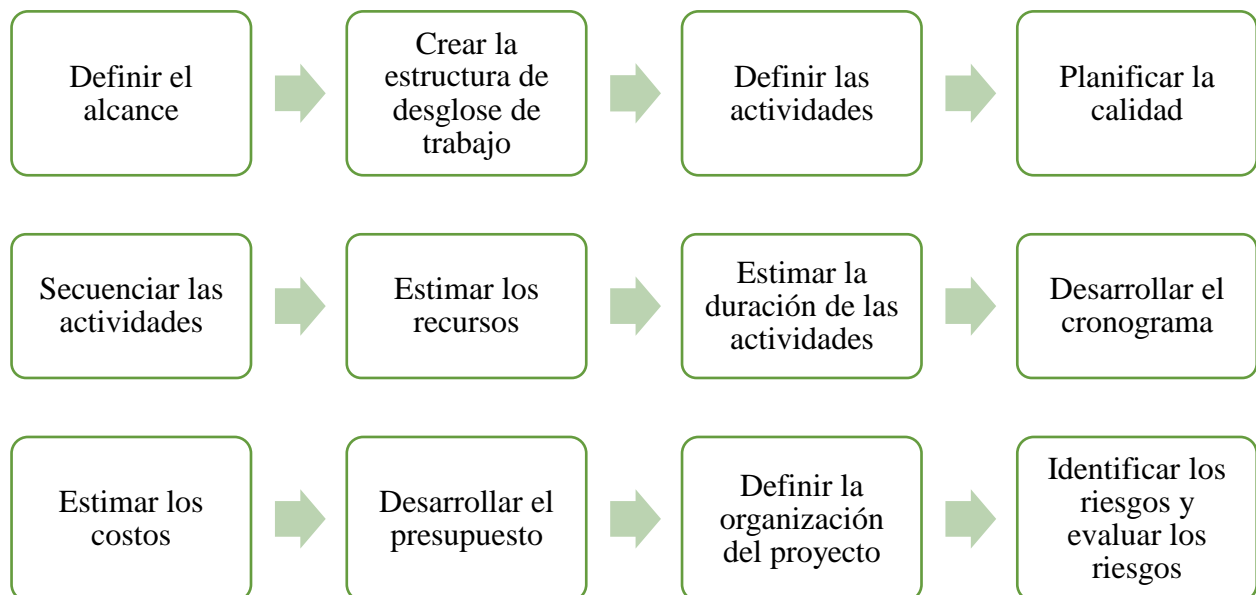 Definir el
alcance
Crear la
estructura de
desglose de
trabajo
Definir las
actividades
Planificar la
calidad
Secuenciar las
actividades
Estimar los
recursos
Estimar la
duración de las
actividades
Desarrollar el
cronograma
Estimar los
costos
Desarrollar el
presupuesto
Definir la
organización
del proyecto
Identificar los
riesgos y
evaluar los
riesgos